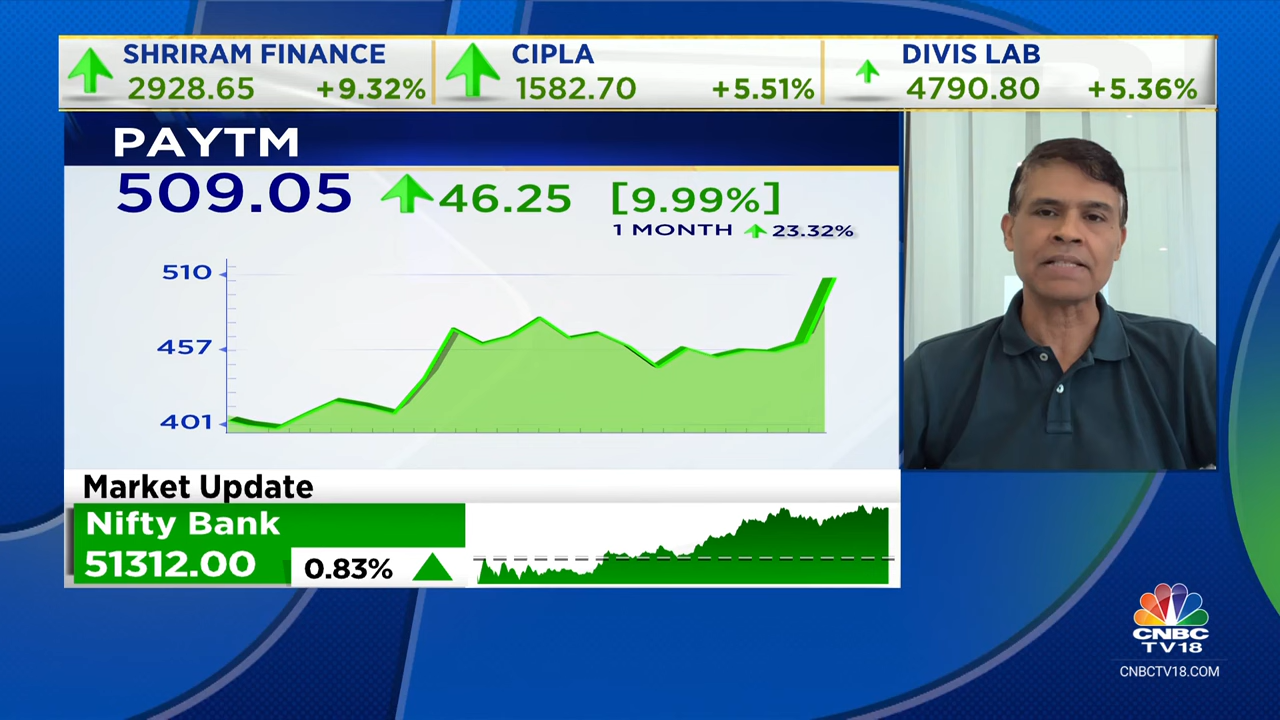 SHRIRAM FINANCE
2928.65 +9.32%
CIPLA
1582.70 +5.51%
DIVIS LAB
4790.80 +5.36%
PAYTM
509.05 46.25 [9.99%]
1 MONTH 23.32%
510
457
401
Market Update
Nifty Bank
51312.00 0.83%
CNBC
TV18
CNBCTV18.COM